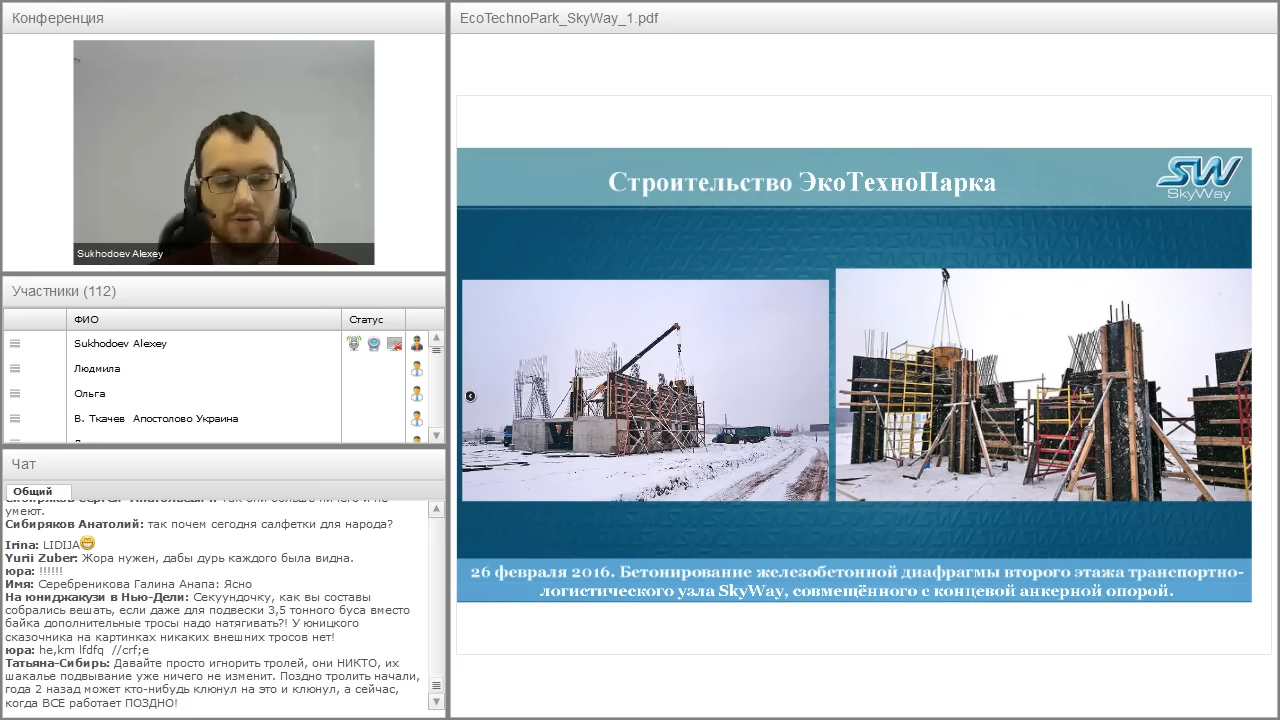 Конференция
Sukhodoev Alexey
Участники (112)
ФИО
Статус
Sukhodoev Alexey
Людмила
Ольга
В. Ткачев Апостолово Украина
Чат
Общий
умеют.
Сибиряков Анатолий: так почем сегодня салфетки для народа?
Irina: LIDIJA
Yurii Zuber: Жора нужен, дабы дурь каждого была видна.
юра: !!!!!!
Имя: Серебреникова Галина Анапа: Ясно
На юниджакузи в Нью-Дели: Секуундочку, как вы составы
собрались вешать, если даже для подвески 3,5 тонного буса вместо
байка дополнительные тросы надо натягивать?! У юницкого
сказочника на картинках никаких внешних тросов нет!
юра: he,km lfdfq //crf;e
Татьяна-Сибирь: Давайте просто игнорить тролей, они НИКТО, их
шакалье подвывание уже ничего не изменит. Поздно тролить начали,
года 2 назад может кто-нибудь клюнул на это и клюнул, а сейчас,
когда ВСЕ работает ПОЗДНО!
EcoTechnoPark_SkyWay_1.pdf
Строительство ЭкоТехноПарка
SW
SkyWay
26 февраля 2016. Бетонирование железобетонной диафрагмы второго этажа транспортно-
логистического узла SkyWay, совмещённого с концевой анкерной опорой.